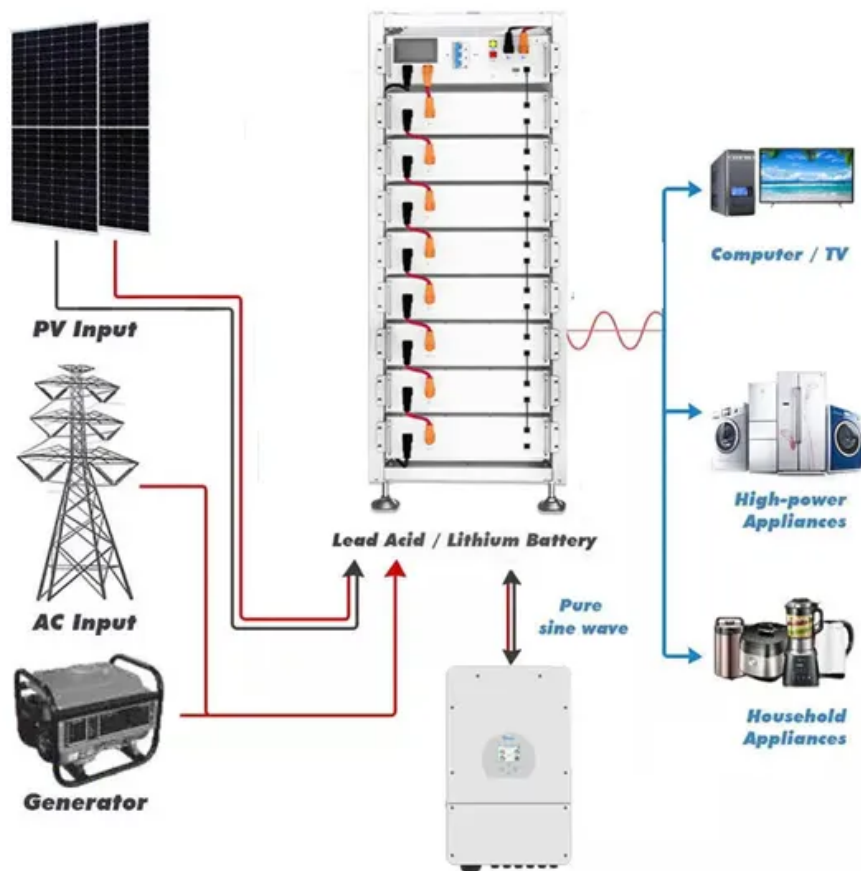 Computer / TV
PV Input
High-power
Appliances
Lead Acid / Lithium Battery
Pure
sine wave
AC Input
Household
Appliances
Generator